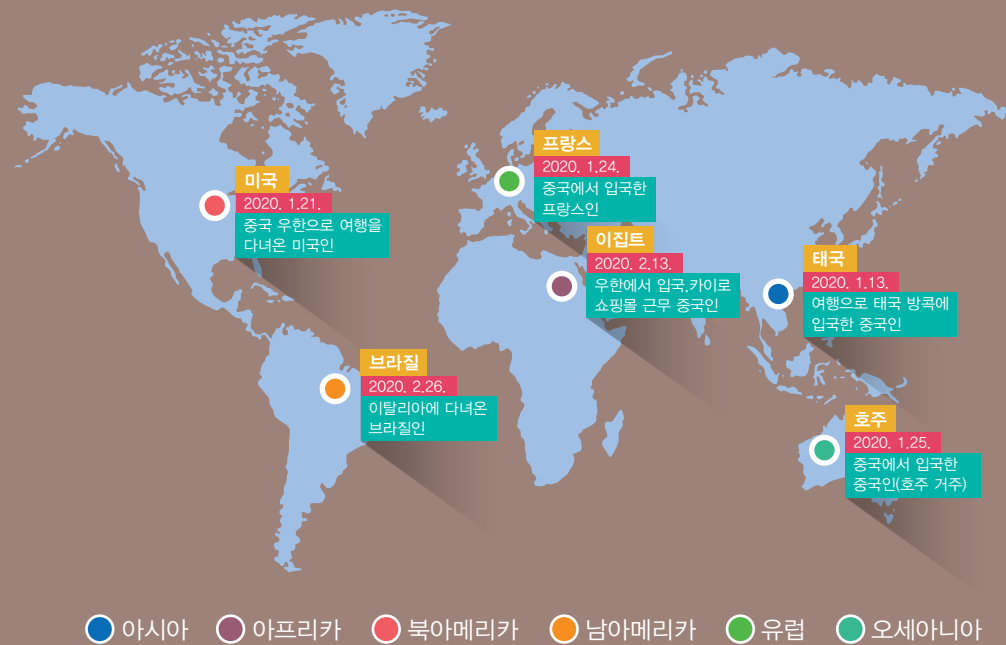 프랑스
2020. 1.24.
중국에서 입국한
프랑스인
미국
2020. 1.21.
중국 우한으로 여행을
다녀온 미국인
이집트
2020. 2.13.
우한에서 입국,카이로
쇼핑몰 근무 중국인
태국
2020. 1.13.
여행으로 태국 방콕에
입국한 중국인
브라질
2020. 2.26.
이탈리아에 다녀온
브라질인
호주
2020. 1.25.
중국에서 입국한
중국인(호주 거주)
아시아 아프리카 북아메리카 남아메리카 유럽 오세아니아